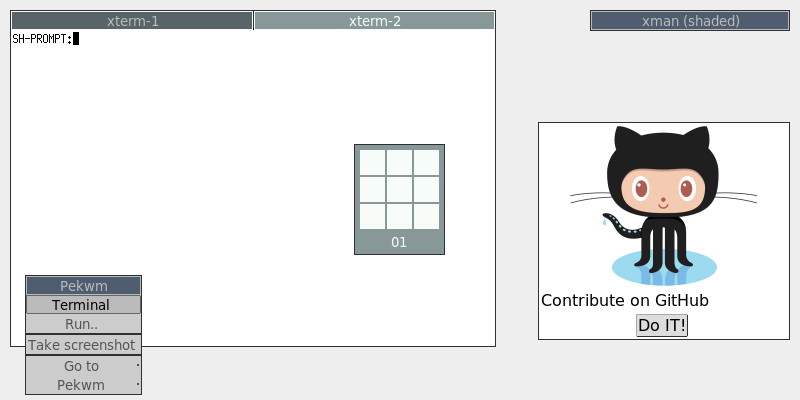 xterm-1
xterm-2
xman (shaded)
SH-PROMPT:
01
Pekwm
Terminal
Run..
Take screenshot
Go to
Pekwm
Contribute on GitHub
Do IT!